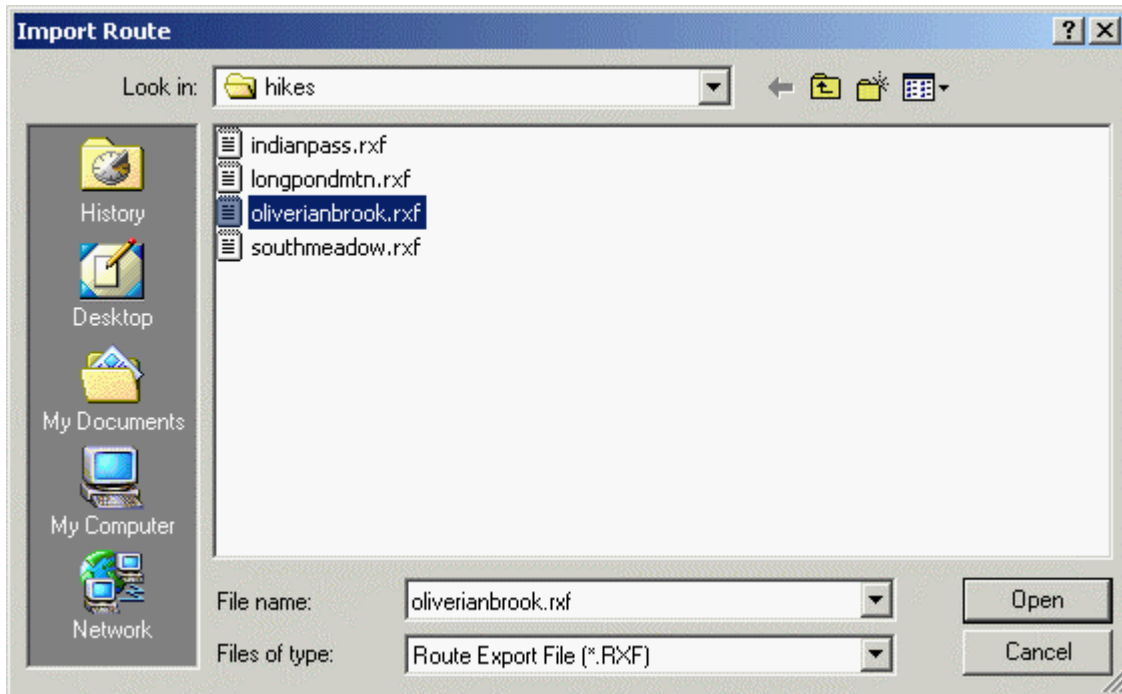 Import Route
Look in: hikes
History
Desktop
My Documents
My Computer
Network
indianpass.rxf
longpondmtn.rxf
oliverianbrook.rxf
southmeadow.rxf
File name: oliverianbrook.rxf Open
Files of type: Route Export File (*.RXF) Cancel